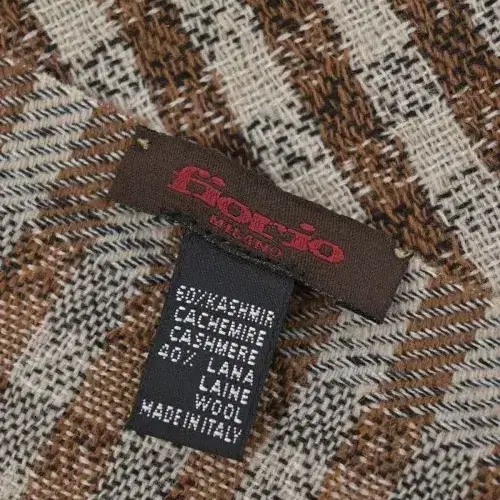 fiorio
MILANO
60%KASHMIR
CACHEMIRE
CASHMERE
40% LANA
LAINE
WOOL
MADE IN ITALY